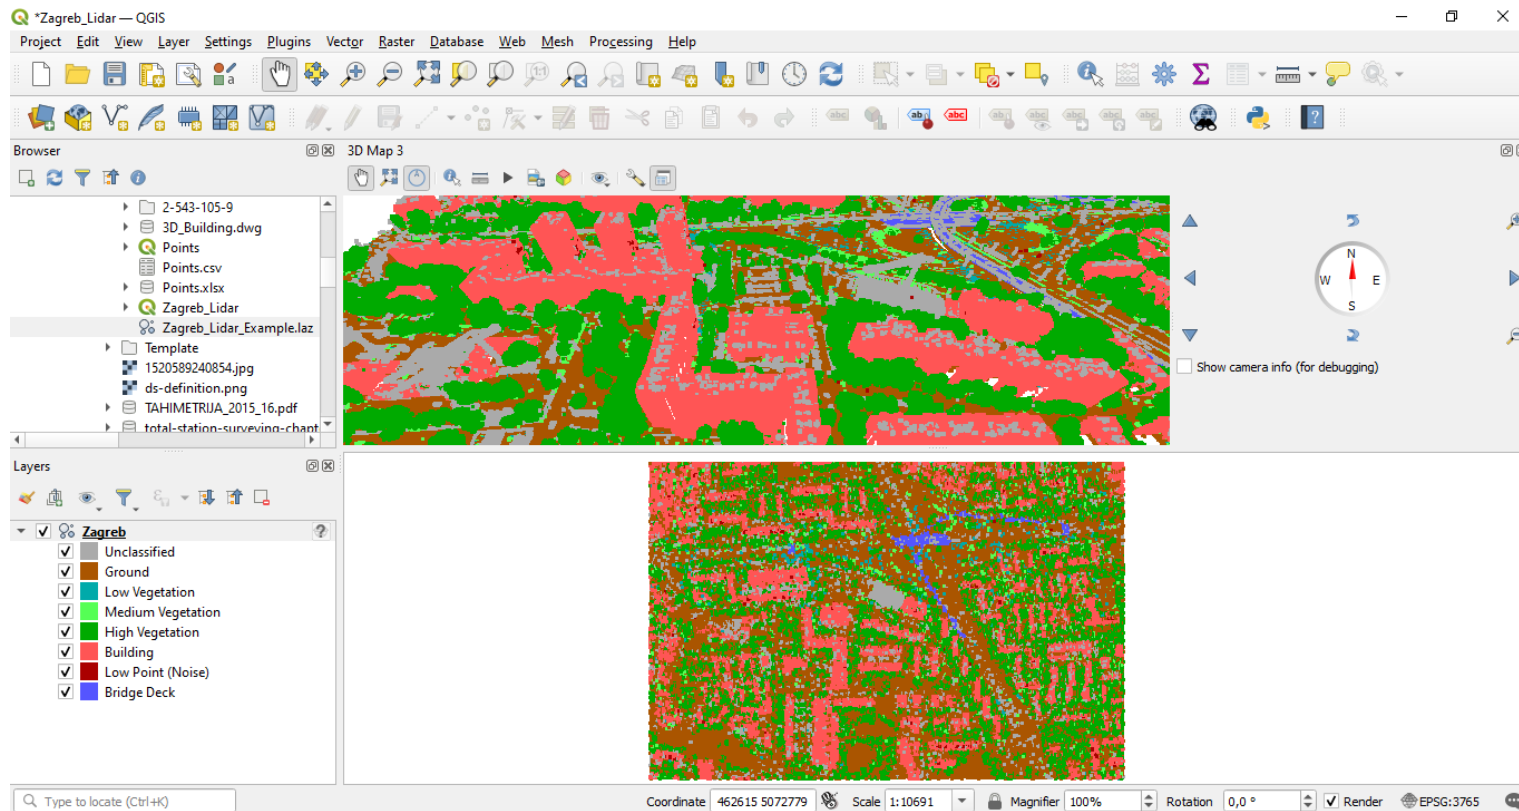 *Zagreb_Lidar — QGIS
Project Edit View Layer Settings Plugins Vector Raster Database Web Mesh Processing Help
Browser
3D Map 3
2-543-105-9
3D_Building.dwg
Points
Points.csv
Points.xlsx
Zagreb_Lidar
Zagreb_Lidar_Example.laz
Template
1520589240854.jpg
ds-definition.png
TAHIMETRIJA_2015_16.pdf
total-station-surveying-chapt
N
W E
S
Show camera info (for debugging)
Layers
Zagreb
Unclassified
Ground
Low Vegetation
Medium Vegetation
High Vegetation
Building
Low Point (Noise)
Bridge Deck
Type to locate (Ctrl+K)
Coordinate 462615 5072779 Scale 1:10691 Magnifier 100% Rotation 0,0 ° Render EPSG:3765